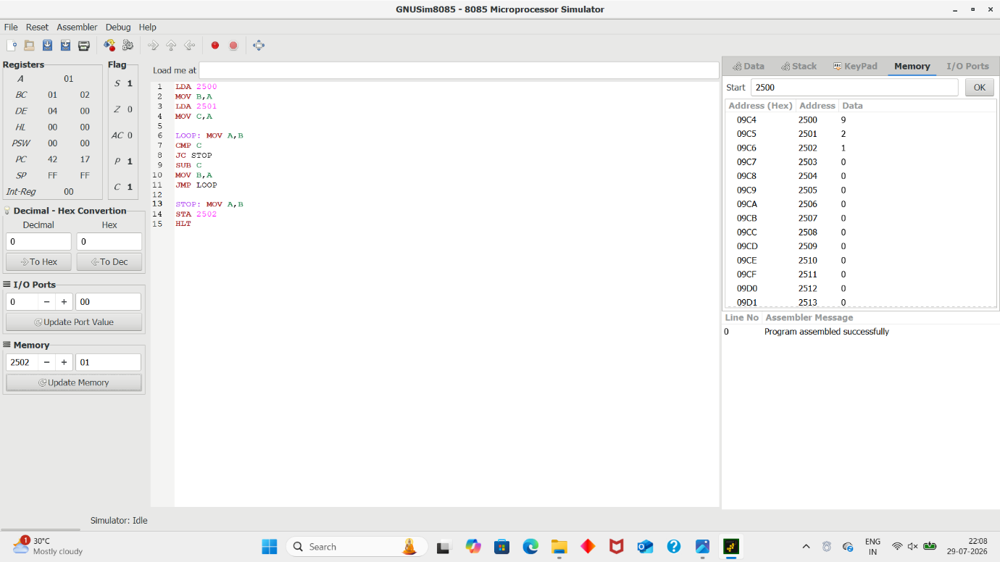 GNUSim8085 - 8085 Microprocessor Simulator
File Reset Assembler Debug Help
Registers
A 01
BC 01 02
DE 04 00
HL 00 00
PSW 00 00
PC 42 17
SP FF FF
Int-Reg 00
Flag
S 1
Z 0
AC 0
P 1
C 1
Decimal - Hex Convertion
Decimal Hex
0 0
To Hex To Dec
I/O Ports
0 − + 00
Update Port Value
Memory
2502 − + 01
Update Memory
Load me at
1 LDA 2500
2 MOV B,A
3 LDA 2501
4 MOV C,A
5
6 LOOP: MOV A,B
7 CMP C
8 JC STOP
9 SUB C
10 MOV B,A
11 JMP LOOP
12
13 STOP: MOV A,B
14 STA 2502
15 HLT
Data Stack KeyPad Memory I/O Ports
Start 2500 OK
Address (Hex) Address Data
09C4 2500 9
09C5 2501 2
09C6 2502 1
09C7 2503 0
09C8 2504 0
09C9 2505 0
09CA 2506 0
09CB 2507 0
09CC 2508 0
09CD 2509 0
09CE 2510 0
09CF 2511 0
09D0 2512 0
09D1 2513 0
Line No Assembler Message
0 Program assembled successfully
Simulator: Idle
1
30°C
Mostly cloudy
Search
ENG
IN
22:08
29-07-2026